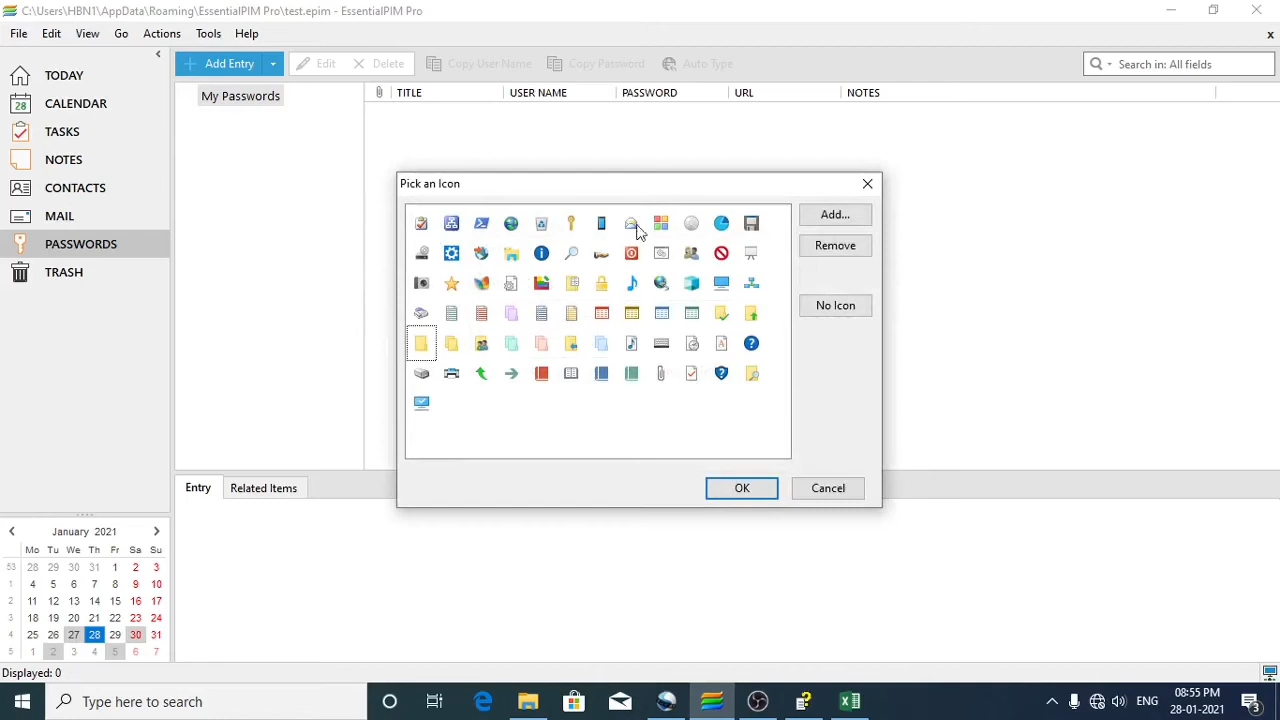 C:\Users\HBN1\AppData\Roaming\EssentialPIM Pro\test.epim - EssentialPIM Pro
File Edit View Go Actions Tools Help x
Add Entry Edit Delete Copy User Name Copy Password Auto Type Search in: All fields
TODAY
28 CALENDAR
TASKS
NOTES
CONTACTS
MAIL
PASSWORDS
TRASH
My Passwords
TITLE USER NAME PASSWORD URL NOTES
Pick an Icon
Add...
Remove
No Icon
OK Cancel
Entry Related Items
January 2021
Mo Tu We Th Fr Sa Su
53 28 29 30 31 1 2 3
1 4 5 6 7 8 9 10
2 11 12 13 14 15 16 17
3 18 19 20 21 22 23 24
4 25 26 27 28 29 30 31
5 1 2 3 4 5 6 7
Displayed: 0
Type here to search
ENG
08:55 PM
28-01-2021
3